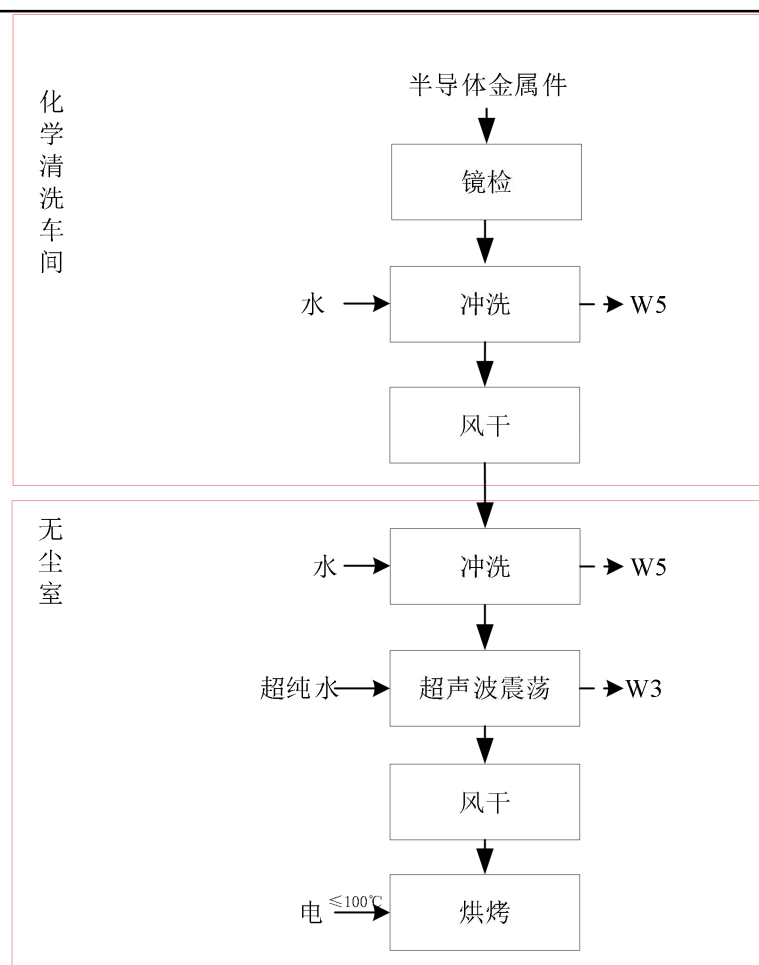 化学清洗车间
半导体金属件
镜检
水
冲洗
W5
风干
无尘室
水
冲洗
W5
超纯水
超声波震荡
W3
风干
电
≤100℃
烘烤